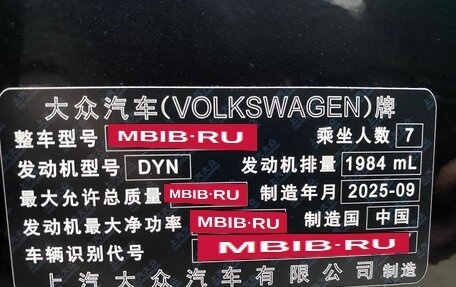 大众汽车(VOLKSWAGEN)牌
整车型号 MBIB·RU 乘坐人数 7
发动机型号 DYN 发动机排量 1984 mL
最大允许总质量 MBIB·RU 制造年月 2025-09
发动机最大净功率 MBIB·RU 制造国 中国
车辆识别代号 MBIB·RU
上汽大众汽车有限公司制造